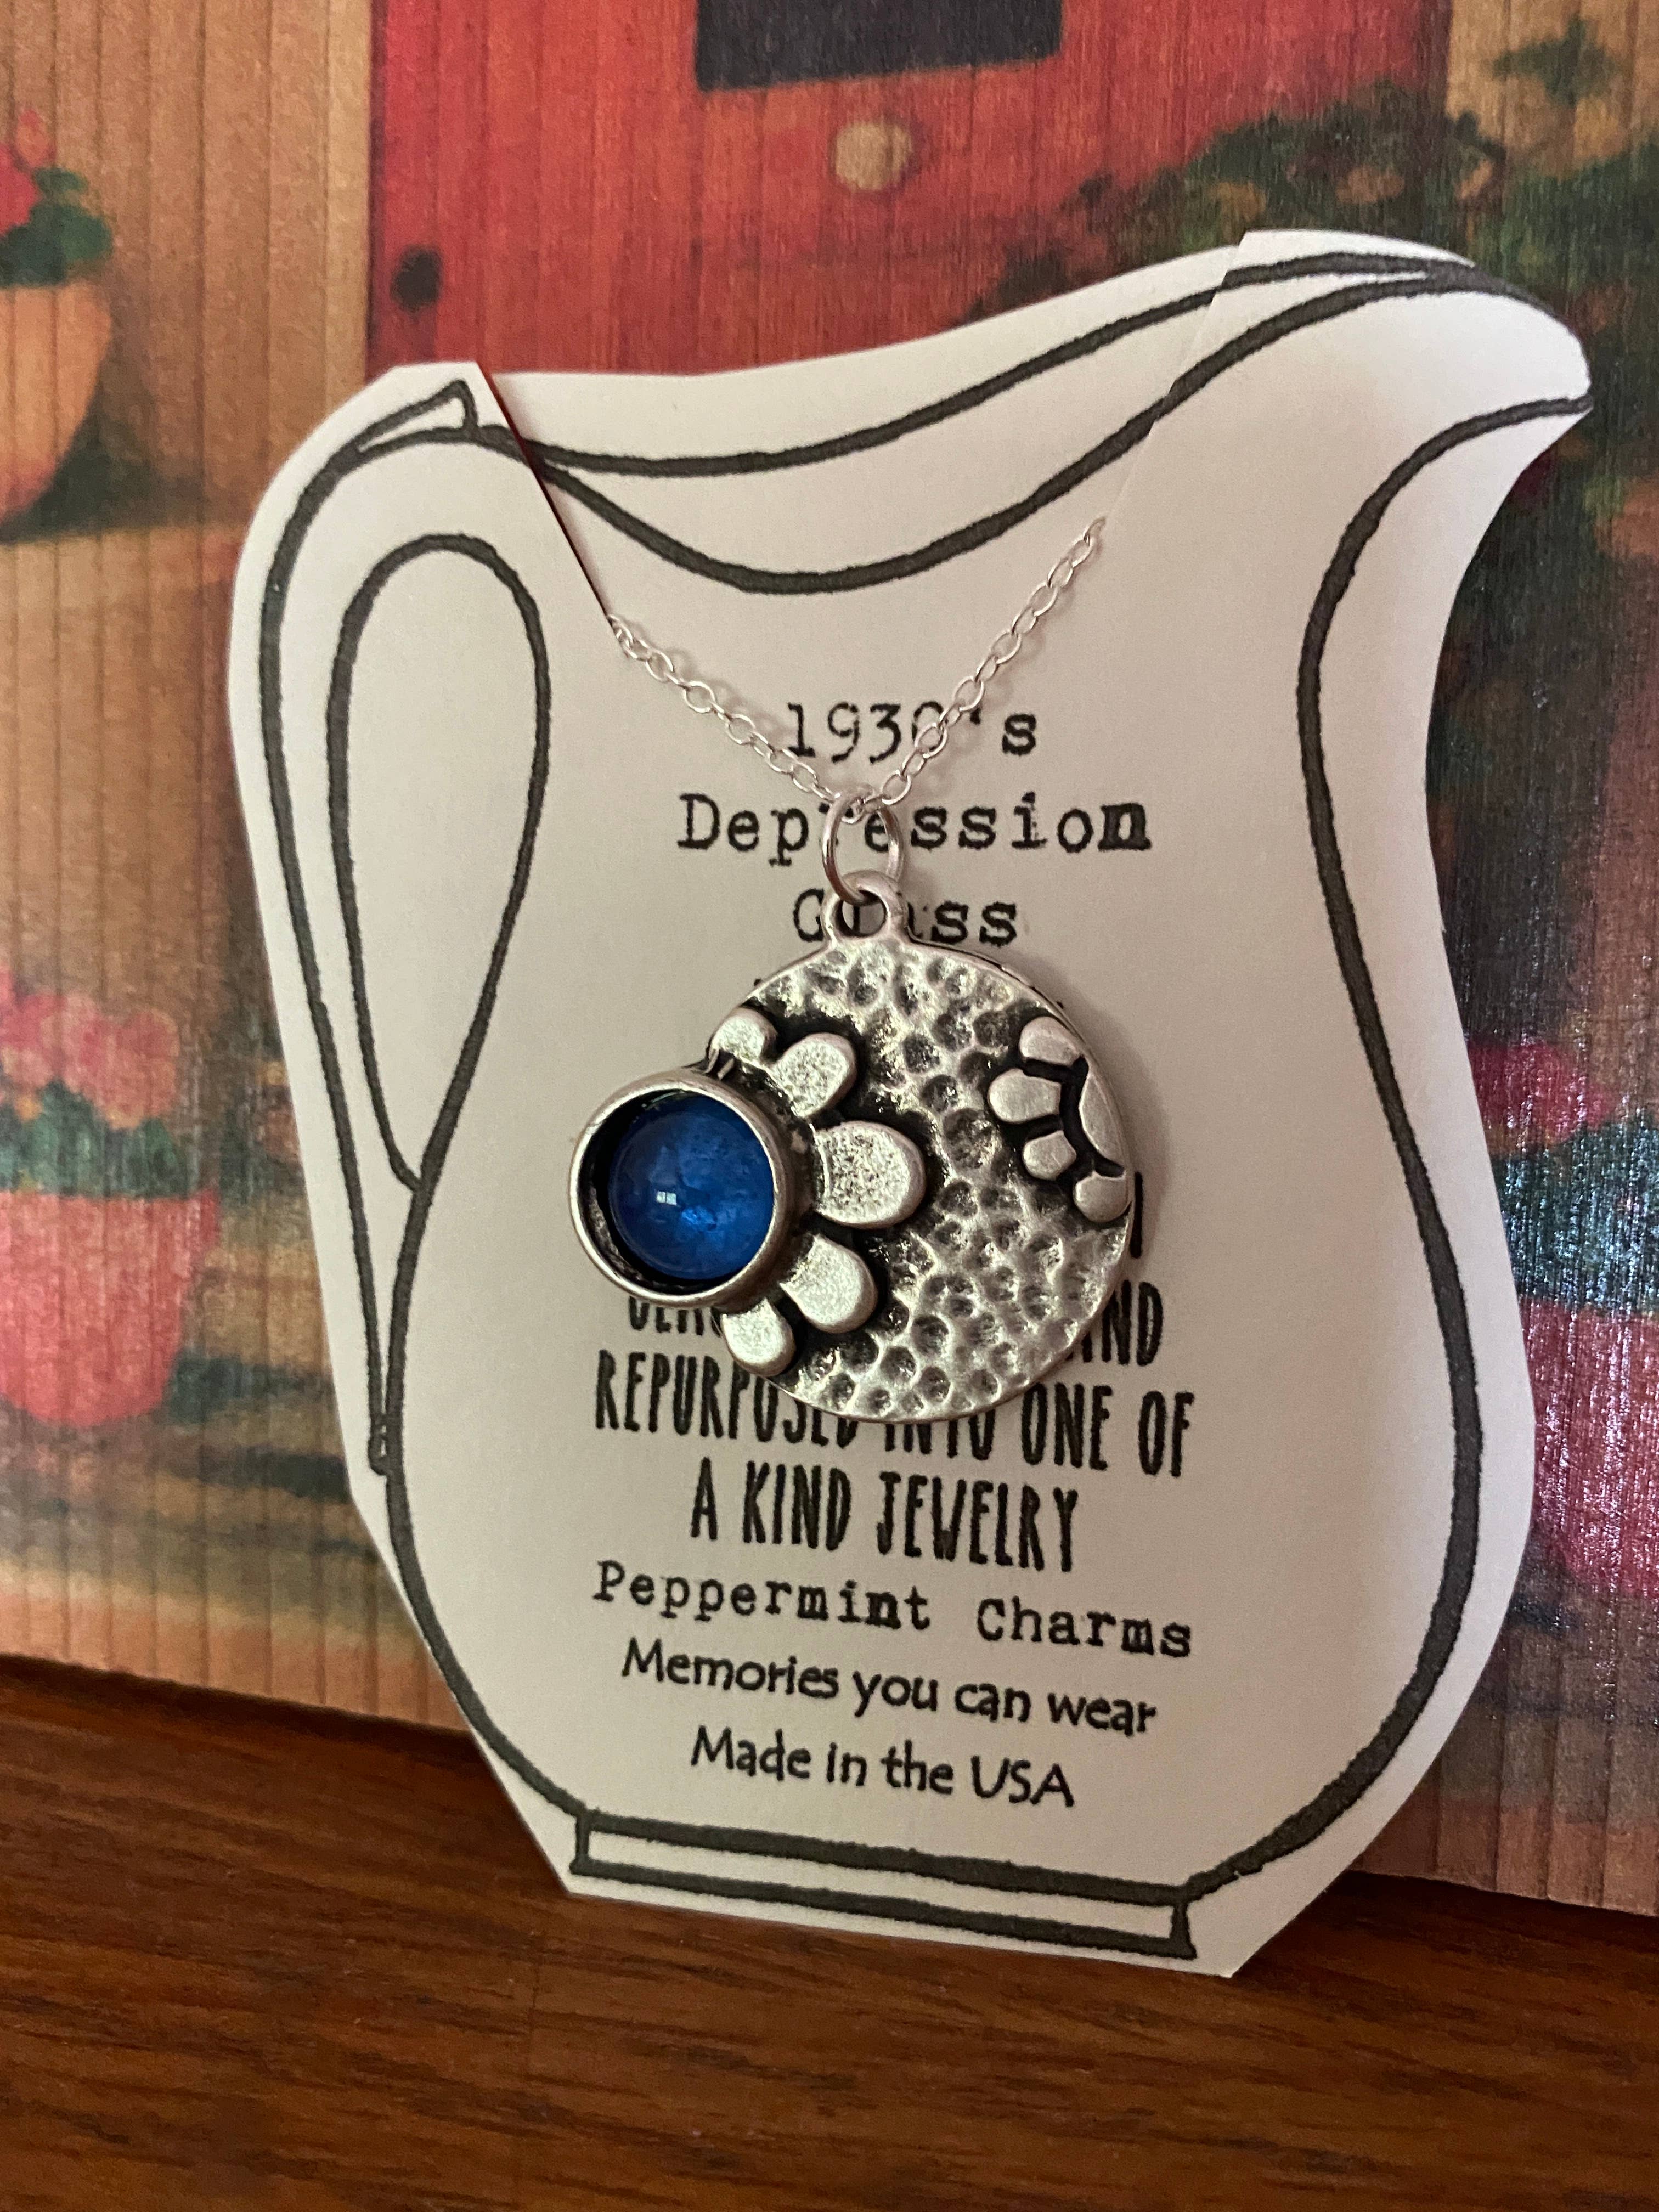 1930's
Depression
Glass
AND
REPURPOSED INTO ONE OF
A KIND JEWELRY
Peppermint Charms
Memories you can wear
Made in the USA